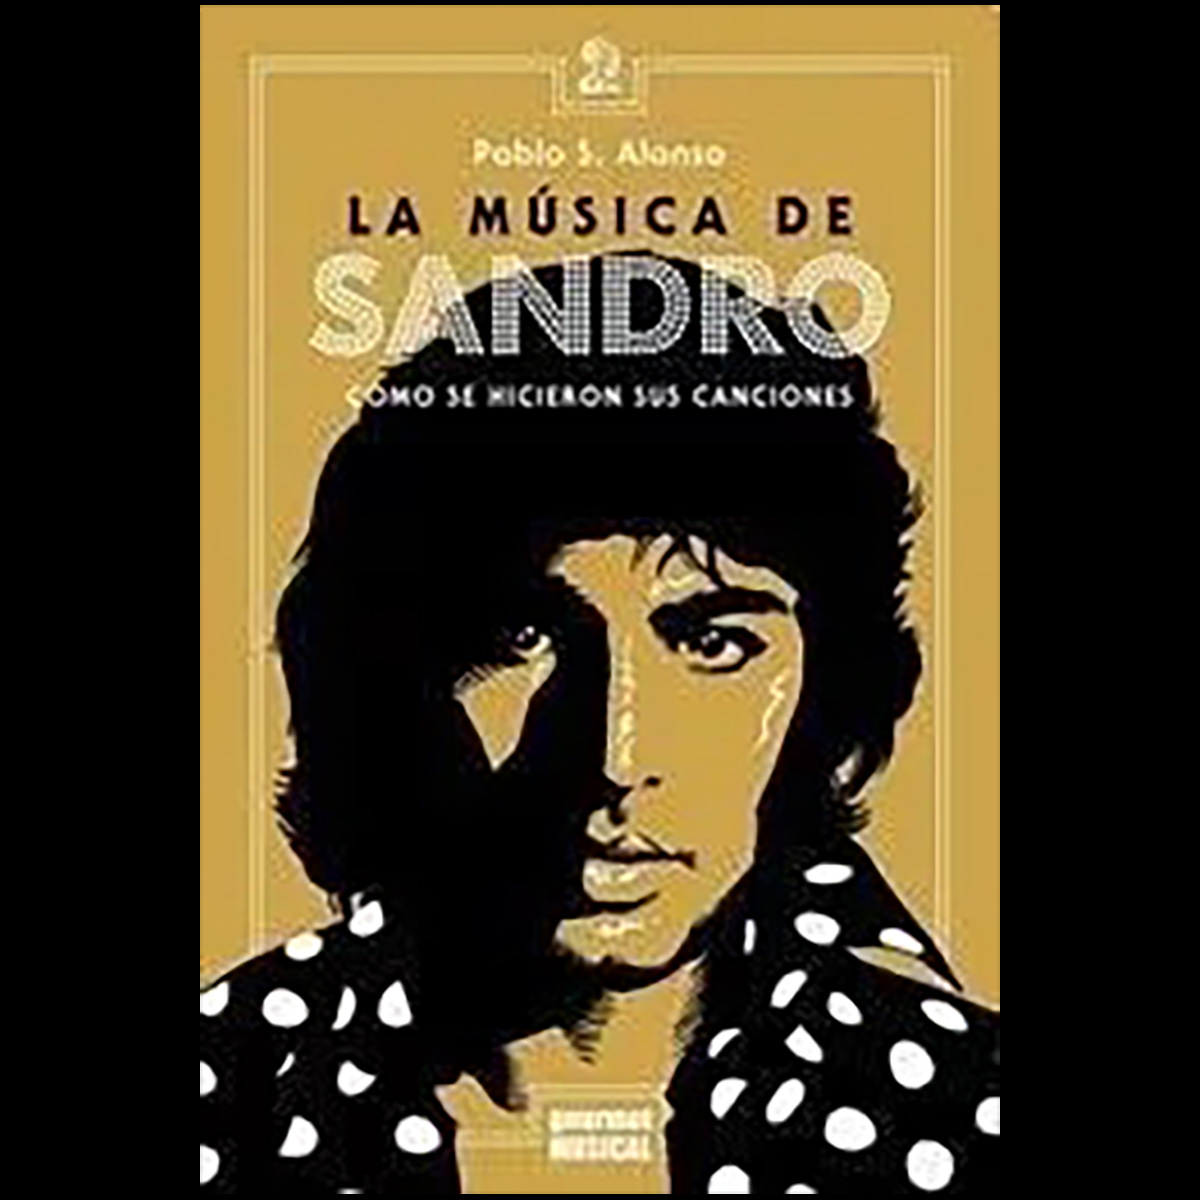 Pablo S. Alonso
LA MÚSICA DE
SANDRO
CÓMO SE HICIERON SUS CANCIONES
GOURMET
MUSICAL